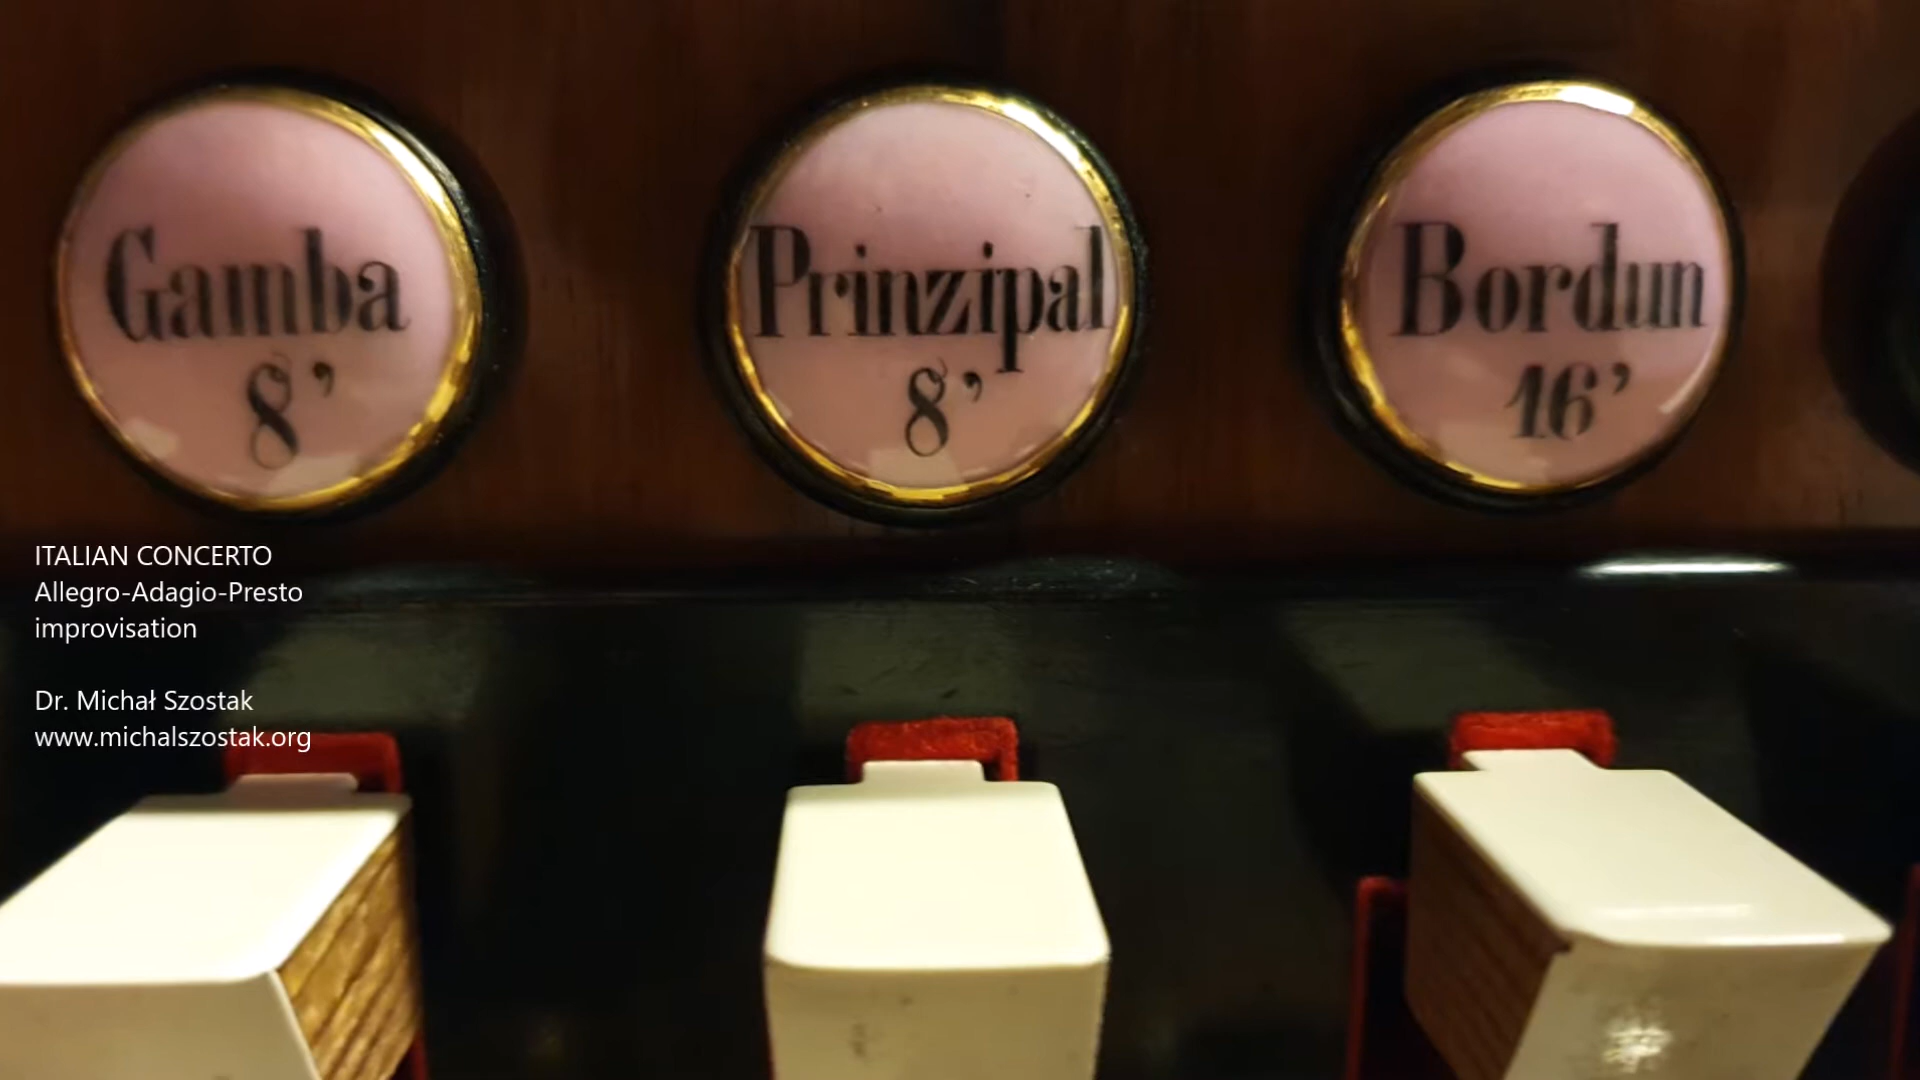 Gamba
8’
Prinzipal
8’
Bordun
16’
ITALIAN CONCERTO
Allegro-Adagio-Presto
improvisation
Dr. Michał Szostak
www.michalszostak.org